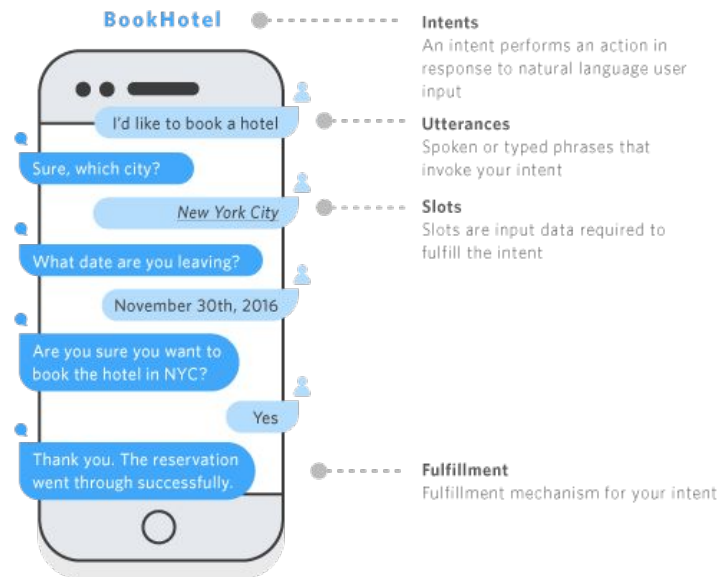 BookHotel
Intents
An intent performs an action in
response to natural language user
input
I'd like to book a hotel
Utterances
Spoken or typed phrases that
invoke your intent
Sure, which city?
New York City
Slots
Slots are input data required to
fulfill the intent
What date are you leaving?
November 30th, 2016
Are you sure you want to
book the hotel in NYC?
Yes
Thank you. The reservation
went through successfully.
Fulfillment
Fulfillment mechanism for your intent